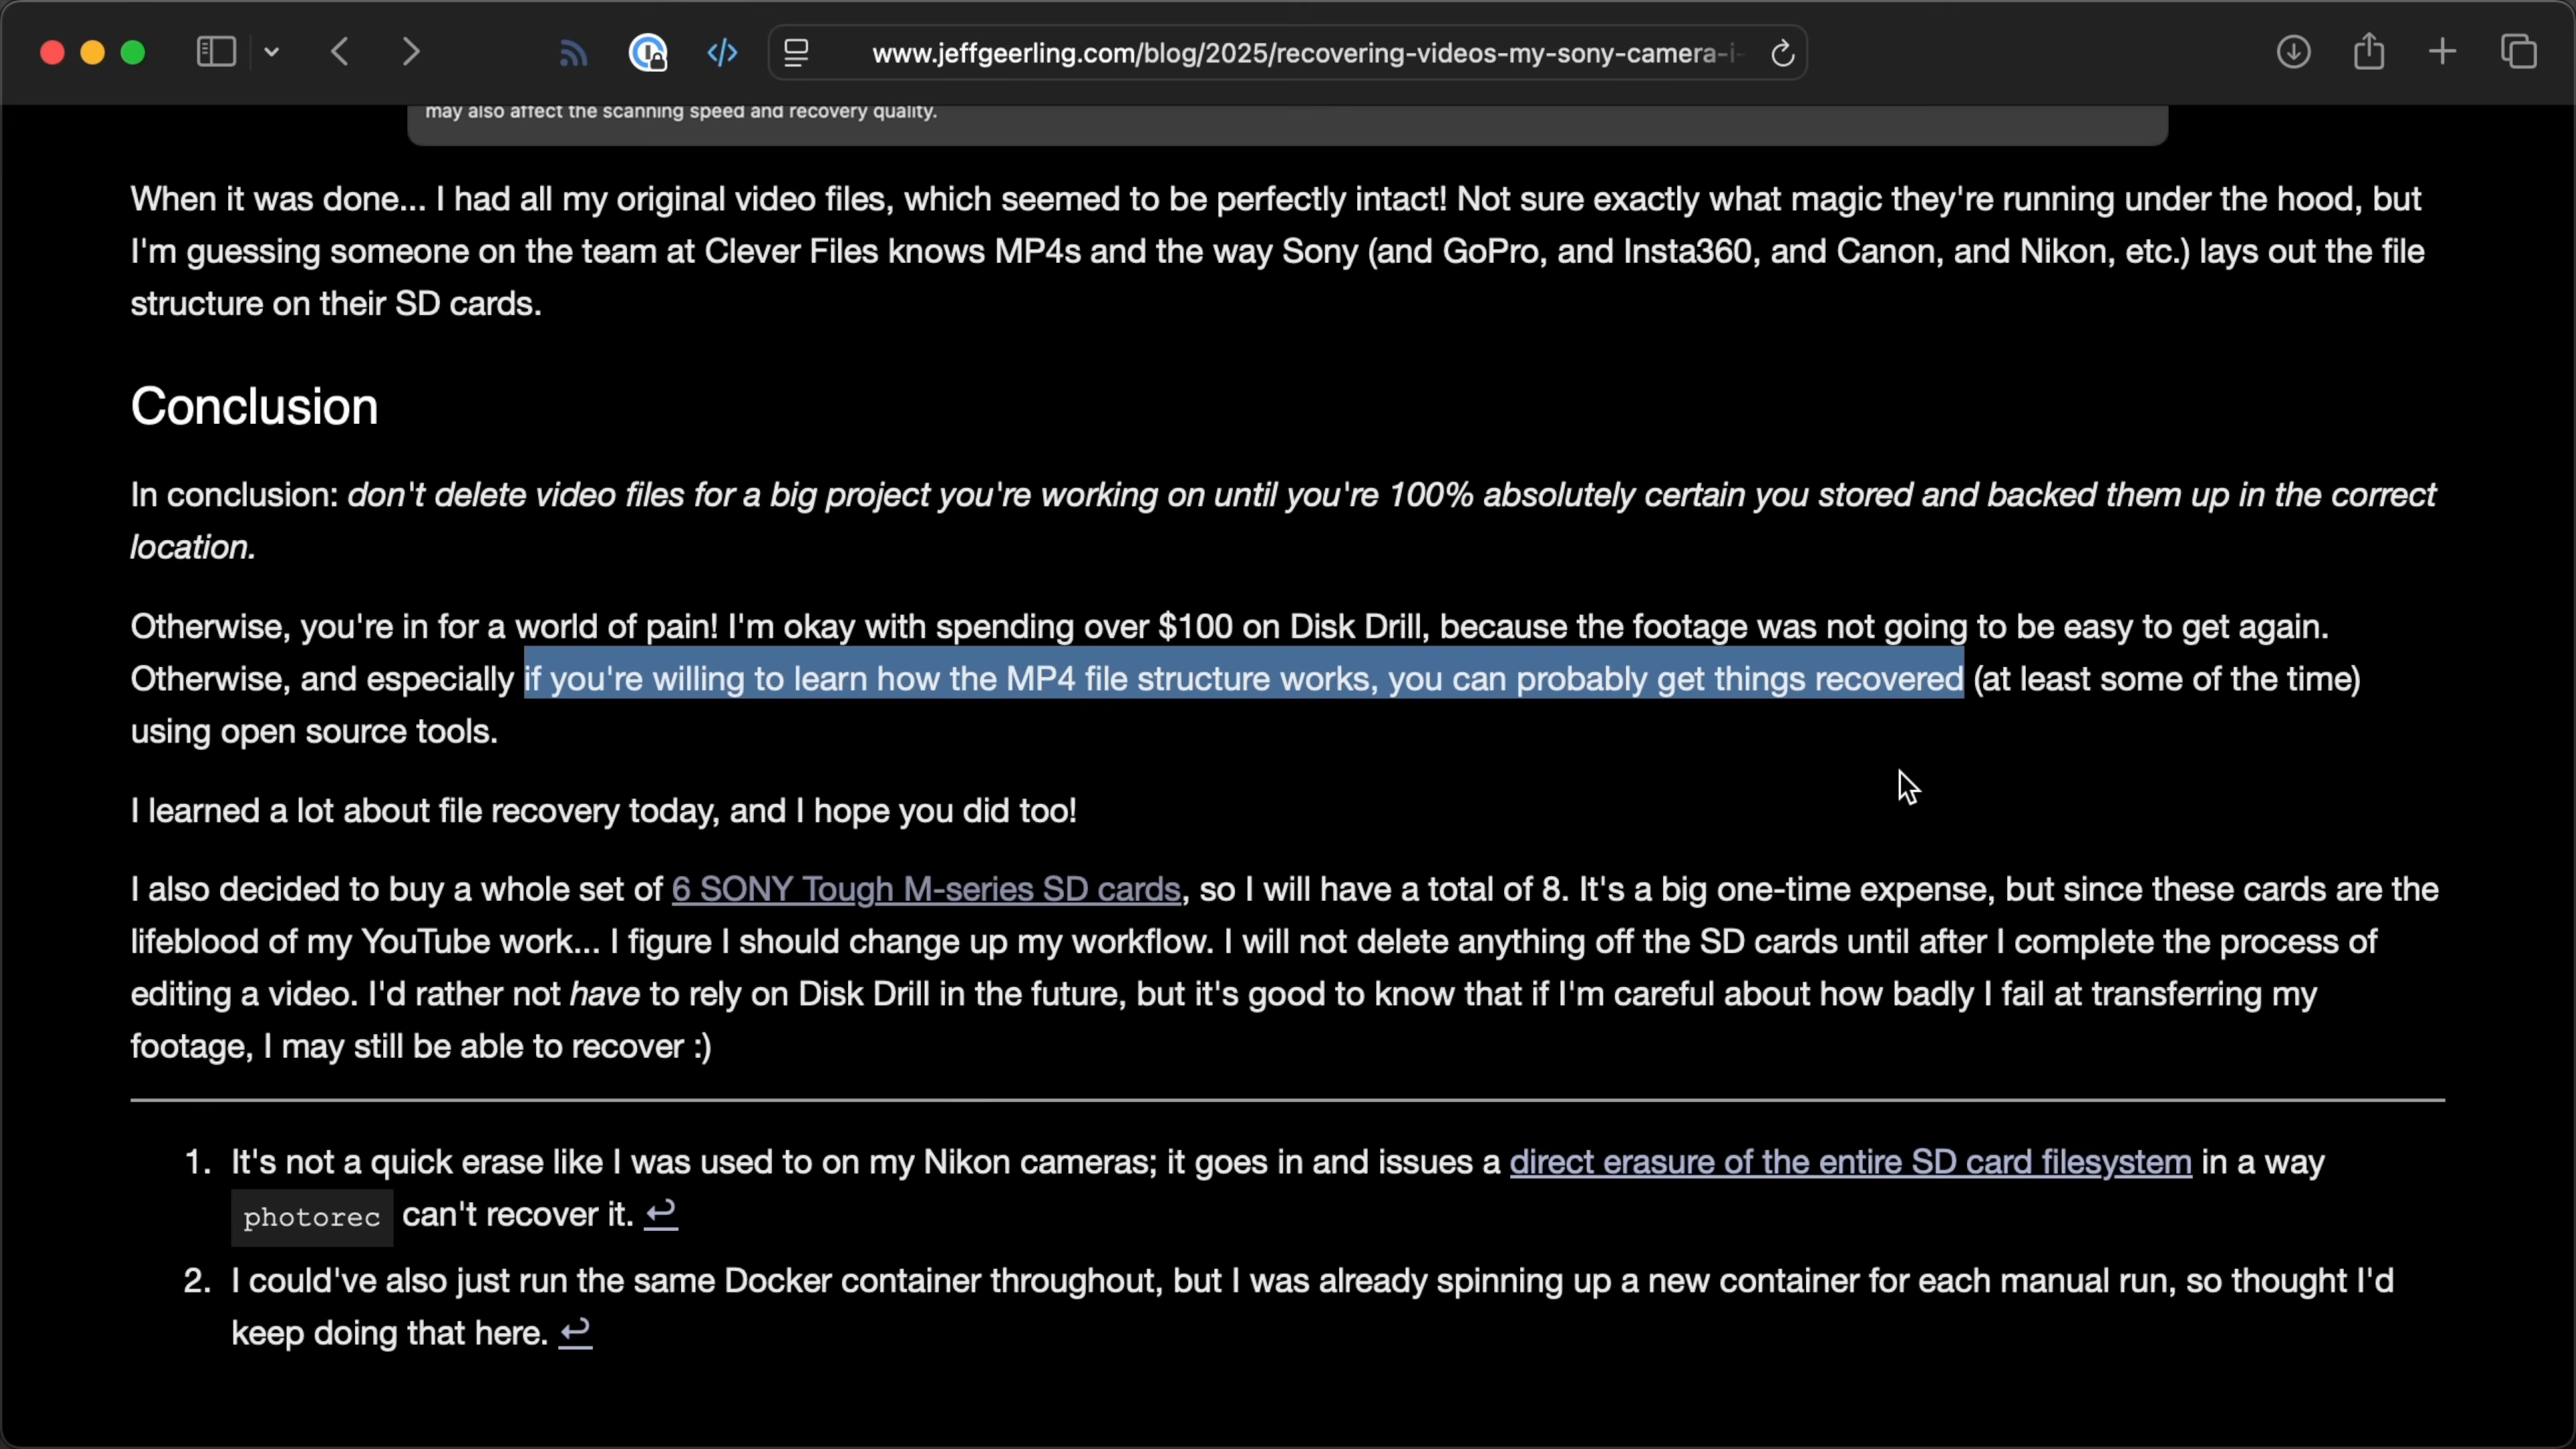 www.jeffgeerling.com/blog/2025/recovering-videos-my-sony-camera-i-
may also affect the scanning speed and recovery quality.
When it was done... I had all my original video files, which seemed to be perfectly intact! Not sure exactly what magic they're running under the hood, but
I'm guessing someone on the team at Clever Files knows MP4s and the way Sony (and GoPro, and Insta360, and Canon, and Nikon, etc.) lays out the file
structure on their SD cards.
Conclusion
In conclusion: don't delete video files for a big project you're working on until you're 100% absolutely certain you stored and backed them up in the correct
location.
Otherwise, you're in for a world of pain! I'm okay with spending over $100 on Disk Drill, because the footage was not going to be easy to get again.
Otherwise, and especially if you're willing to learn how the MP4 file structure works, you can probably get things recovered (at least some of the time)
using open source tools.
I learned a lot about file recovery today, and I hope you did too!
I also decided to buy a whole set of 6 SONY Tough M-series SD cards, so I will have a total of 8. It's a big one-time expense, but since these cards are the
lifeblood of my YouTube work... I figure I should change up my workflow. I will not delete anything off the SD cards until after I complete the process of
editing a video. I'd rather not have to rely on Disk Drill in the future, but it's good to know that if I'm careful about how badly I fail at transferring my
footage, I may still be able to recover :)
1. It's not a quick erase like I was used to on my Nikon cameras; it goes in and issues a direct erasure of the entire SD card filesystem in a way
photorec can't recover it. ↩
2. I could've also just run the same Docker container throughout, but I was already spinning up a new container for each manual run, so thought I'd
keep doing that here. ↩